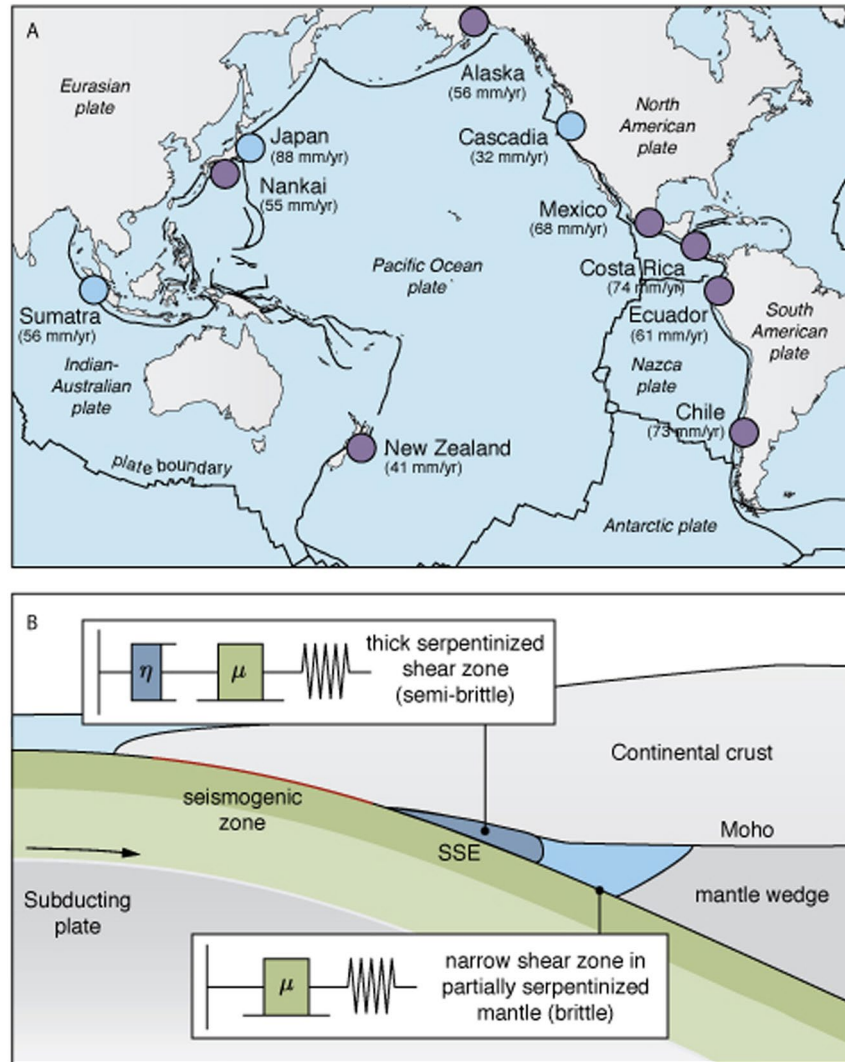 A
Eurasian
plate
Alaska
(56 mm/yr)
North
American
plate
Japan
(88 mm/yr)
Cascadia
(32 mm/yr)
Nankai
(55 mm/yr)
Mexico
(68 mm/yr)
Pacific Ocean
plate
Costa Rica
(74 mm/yr)
Sumatra
(56 mm/yr)
Ecuador
(61 mm/yr)
South
American
plate
Indian-
Australian
plate
Nazca
plate
Chile
(73 mm/yr)
New Zealand
(41 mm/yr)
plate boundary
Antarctic plate
B
η
μ
thick serpentinized
shear zone
(semi-brittle)
Continental crust
seismogenic
zone
Moho
SSE
mantle wedge
Subducting
plate
μ
narrow shear zone in
partially serpentinized
mantle (brittle)